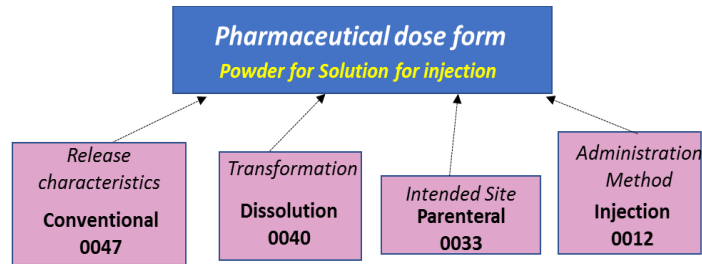 Pharmaceutical dose form
Powder for Solution for injection
Release
characteristics
Conventional
0047
Transformation
Dissolution
0040
Intended Site
Parenteral
0033
Administration
Method
Injection
0012